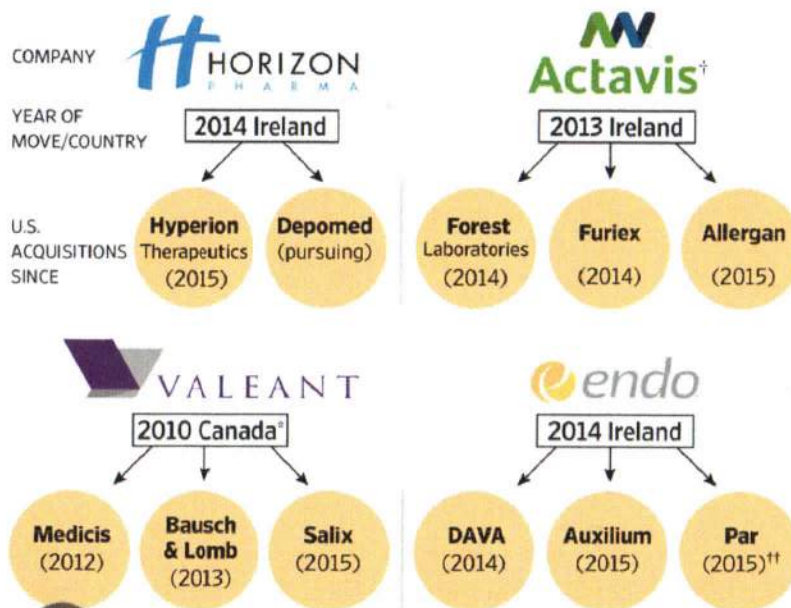 COMPANY
HORIZON
PHARMA
Actavis†
YEAR OF
MOVE/COUNTRY
2014 Ireland
2013 Ireland
U.S.
ACQUISITIONS
SINCE
Hyperion
Therapeutics
(2015)
Depomed
(pursuing)
Forest
Laboratories
(2014)
Furiex
(2014)
Allergan
(2015)
VALEANT
2010 Canada*
endo
2014 Ireland
Medicis
(2012)
Bausch
& Lomb
(2013)
Salix
(2015)
DAVA
(2014)
Auxilium
(2015)
Par
(2015)††